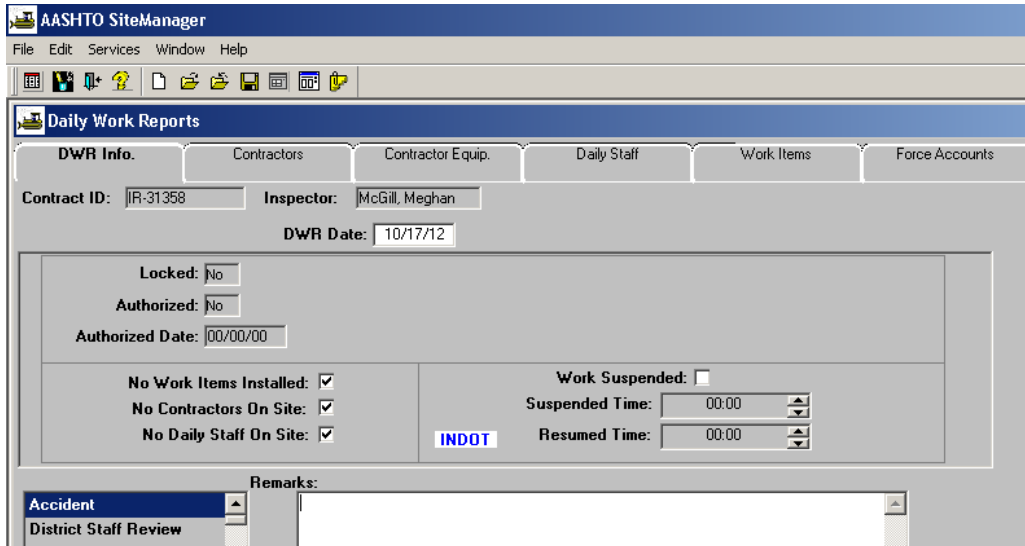 AASHTO SiteManager
File Edit Services Window Help
Daily Work Reports
DWR Info. Contractors Contractor Equip. Daily Staff Work Items Force Accounts
Contract ID: IR-31358 Inspector: McGill, Meghan
DWR Date: 10/17/12
Locked: No
Authorized: No
Authorized Date: 00/00/00
No Work Items Installed:
No Contractors On Site:
No Daily Staff On Site:
Work Suspended:
Suspended Time: 00:00
INDOT Resumed Time: 00:00
Remarks:
Accident
District Staff Review